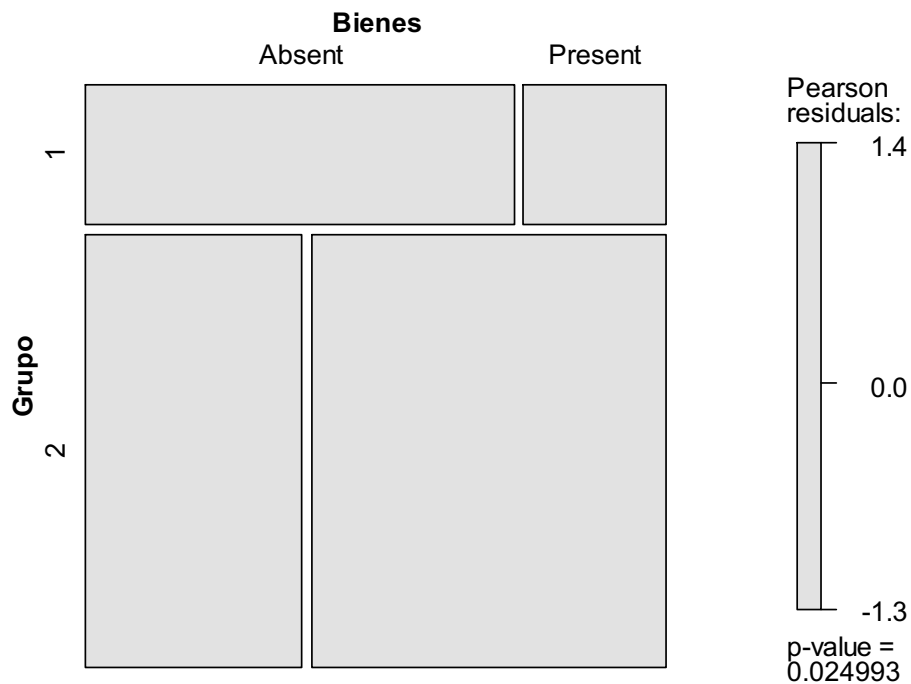 Bienes
Absent Present
Grupo
1
2
Pearson
residuals:
1.4
0.0
-1.3
p-value =
0.024993